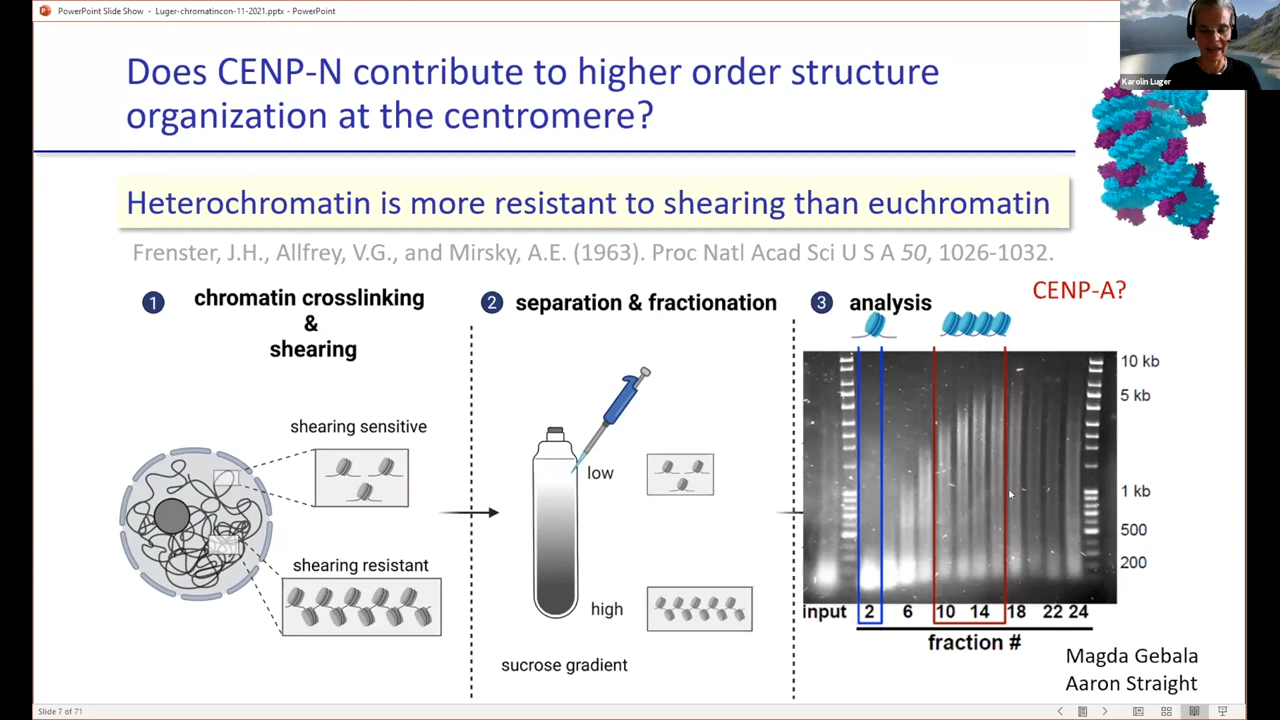 PowerPoint Slide Show - Luger-chromatincon-11-2021.pptx - PowerPoint
Karolin Luger
Does CENP-N contribute to higher order structure
organization at the centromere?
Heterochromatin is more resistant to shearing than euchromatin
Frenster, J.H., Allfrey, V.G., and Mirsky, A.E. (1963). Proc Natl Acad Sci U S A 50, 1026-1032.
1 chromatin crosslinking
&
shearing
shearing sensitive
shearing resistant
2 separation & fractionation
low
high
sucrose gradient
3 analysis
CENP-A?
10 kb
5 kb
1 kb
500
200
input 2 6 10 14 18 22 24
fraction #
Magda Gebala
Aaron Straight
Slide 7 of 71